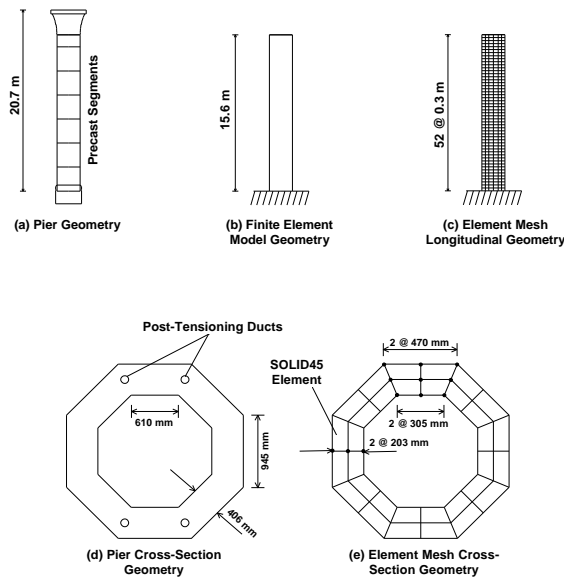 20.7 m
Precast Segments
15.6 m
52 @ 0.3 m
(a) Pier Geometry
(b) Finite Element
Model Geometry
(c) Element Mesh
Longitudinal Geometry
Post-Tensioning Ducts
610 mm
945 mm
406 mm
SOLID45
Element
2 @ 470 mm
2 @ 305 mm
2 @ 203 mm
(d) Pier Cross-Section
Geometry
(e) Element Mesh Cross-
Section Geometry